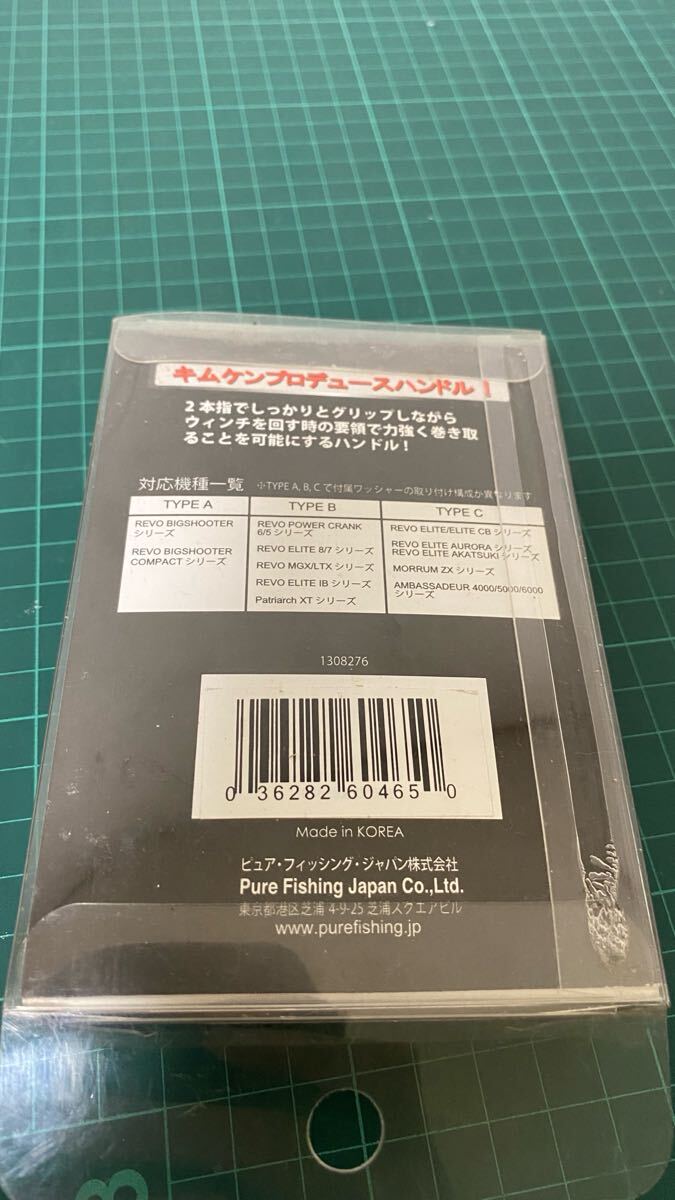 キムケンプロデュースハンドル！
2本指でしっかりとグリップしながら
ウィンチを回す時の要領で力強く巻き取
ることを可能にするハンドル！
対応機種一覧 ※TYPE A, B, C で付属ワッシャーの取り付け構成が異なります
TYPE A
REVO BIGSHOOTER
シリーズ
REVO BIGSHOOTER
COMPACT シリーズ
TYPE B
REVO POWER CRANK
6/5 シリーズ
REVO ELITE 8/7 シリーズ
REVO MGX/LTX シリーズ
REVO ELITE IB シリーズ
Patriarch XT シリーズ
TYPE C
REVO ELITE/ELITE CB シリーズ
REVO ELITE AURORA シリーズ
REVO ELITE AKATSUKI シリーズ
MORRUM ZX シリーズ
AMBASSADEUR 4000/5000/6000
シリーズ
1308276
0 36282 60465 0
Made in KOREA
ピュア・フィッシング・ジャパン株式会社
Pure Fishing Japan Co.,Ltd.
東京都港区芝浦 4-9-25 芝浦スクエアビル
www.purefishing.jp
8